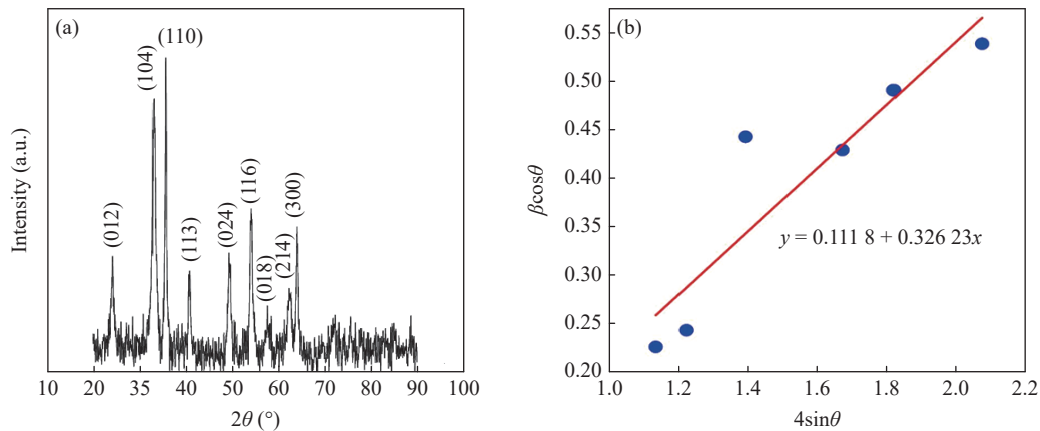 (a)
(110)
(104)
(116)
(300)
(012)
(024)
(113)
(214)
(018)
Intensity (a.u.)
10 20 35 40 50 60 70 80 90 100
2θ (°)
(b)
0.55
0.50
0.45
0.40
0.35
0.30
0.25
0.20
βcosθ
y = 0.111 8 + 0.326 23x
1.0 1.2 1.4 1.6 1.8 2.0 2.2
4sinθ